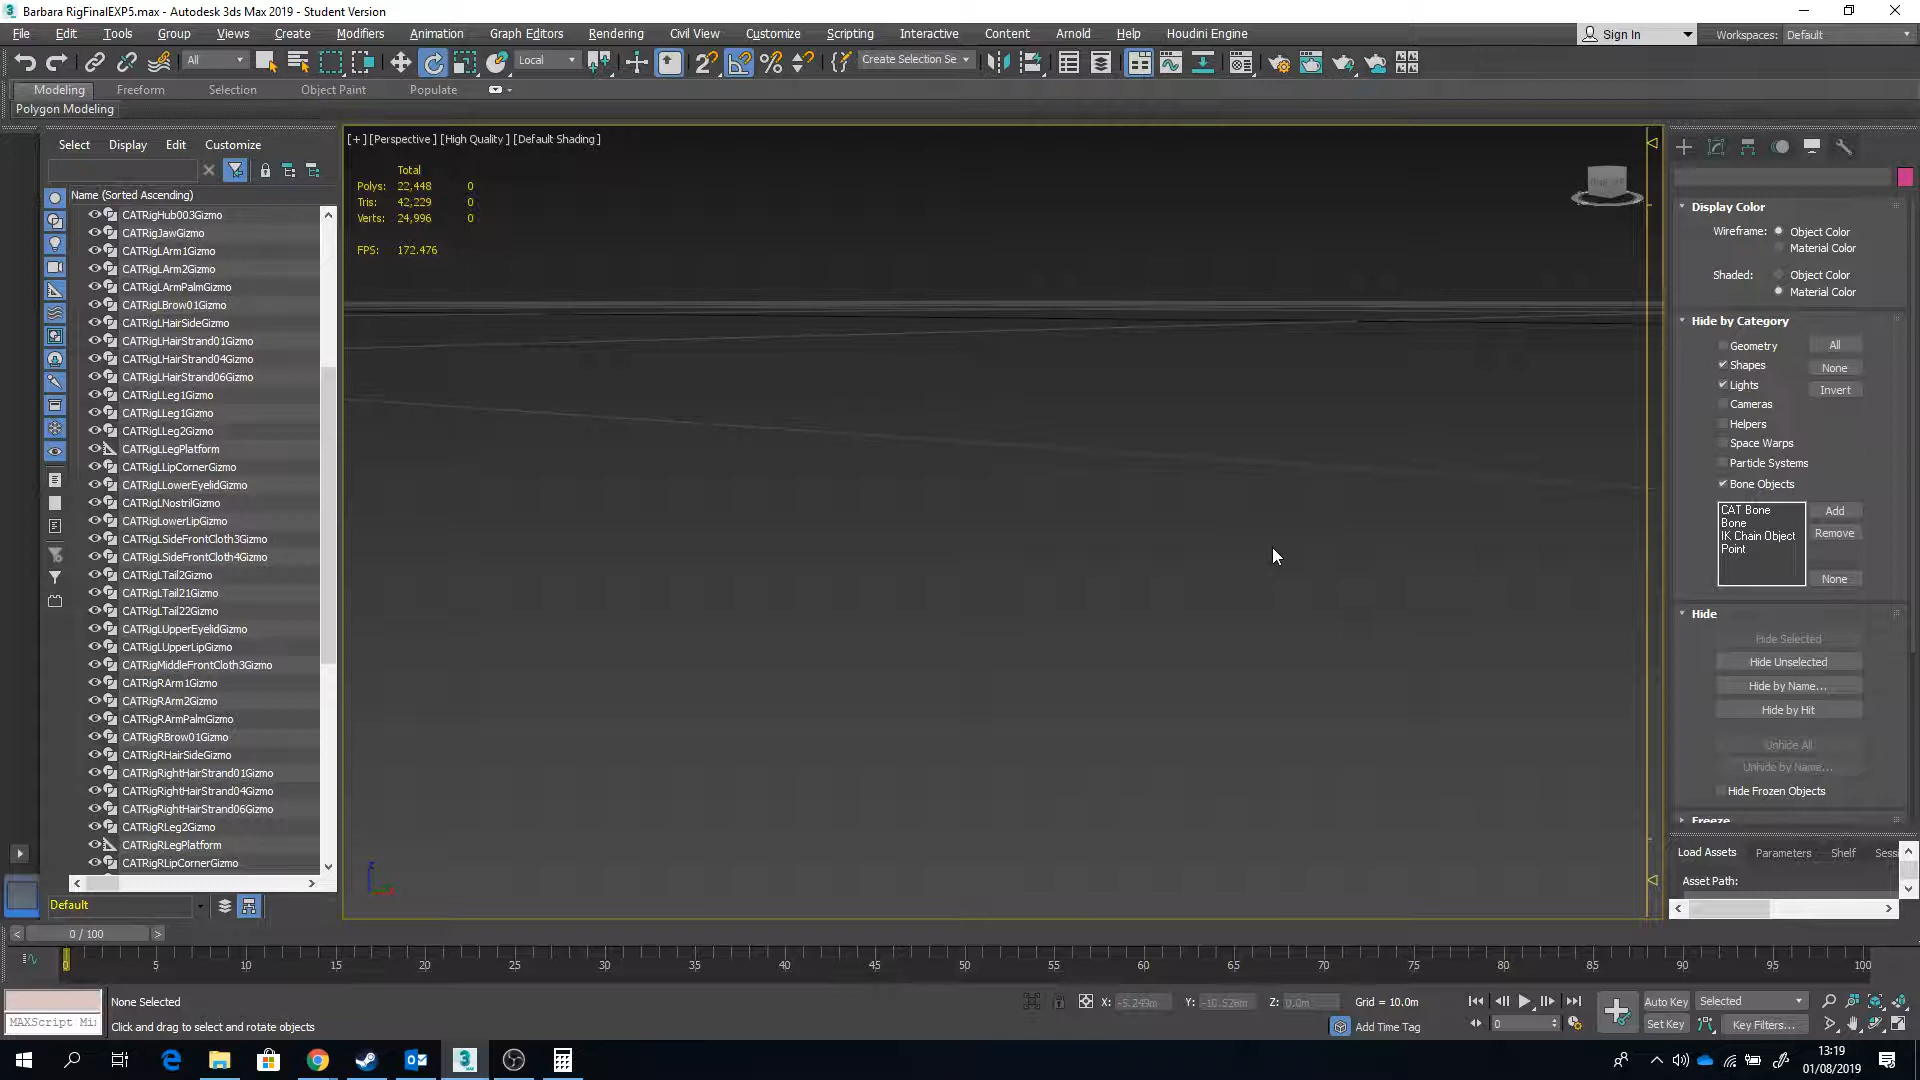 Barbara RigFinalEXP5.max - Autodesk 3ds Max 2019 - Student Version
File Edit Tools Group Views Create Modifiers Animation Graph Editors Rendering Civil View Customize Scripting Interactive Content Arnold Help Houdini Engine Sign In Workspaces: Default
All Local Create Selection Se
Modeling Freeform Selection Object Paint Populate
Polygon Modeling
Select Display Edit Customize
Name (Sorted Ascending)
CATRigHub003Gizmo
CATRigJawGizmo
CATRigLArm1Gizmo
CATRigLArm2Gizmo
CATRigLArmPalmGizmo
CATRigLBrow01Gizmo
CATRigLHairSideGizmo
CATRigLHairStrand01Gizmo
CATRigLHairStrand04Gizmo
CATRigLHairStrand06Gizmo
CATRigLLeg1Gizmo
CATRigLLeg1Gizmo
CATRigLLeg2Gizmo
CATRigLLegPlatform
CATRigLLipCornerGizmo
CATRigLLowerEyelidGizmo
CATRigLNostrilGizmo
CATRigLowerLipGizmo
CATRigLSideFrontCloth3Gizmo
CATRigLSideFrontCloth4Gizmo
CATRigLTail2Gizmo
CATRigLTail21Gizmo
CATRigLTail22Gizmo
CATRigLUpperEyelidGizmo
CATRigLUpperLipGizmo
CATRigMiddleFrontCloth3Gizmo
CATRigRArm1Gizmo
CATRigRArm2Gizmo
CATRigRArmPalmGizmo
CATRigRBrow01Gizmo
CATRigRHairSideGizmo
CATRigRightHairStrand01Gizmo
CATRigRightHairStrand04Gizmo
CATRigRightHairStrand06Gizmo
CATRigRLeg2Gizmo
CATRigRLegPlatform
CATRigRLipCornerGizmo
Default
[+] [Perspective] [High Quality] [Default Shading]
Total
Polys: 22,448 0
Tris: 42,229 0
Verts: 24,996 0
FPS: 172.476
Display Color
Wireframe: Object Color
Material Color
Shaded: Object Color
Material Color
Hide by Category
Geometry All
Shapes None
Lights Invert
Cameras
Helpers
Space Warps
Particle Systems
Bone Objects
CAT Bone Add
Bone
IK Chain Object Remove
Point
None
Hide
Hide Selected
Hide Unselected
Hide by Name...
Hide by Hit
Unhide All
Unhide by Name...
Hide Frozen Objects
Freeze
Load Assets Parameters Shelf Sessi
Asset Path:
0 / 100
0 5 10 15 20 25 30 35 40 45 50 55 60 65 70 75 80 85 90 95 100
None Selected
X: -5.249m Y: -10.528m Z: 0.0m Grid = 10.0m
Auto Key Selected
MAXScript Mi
Click and drag to select and rotate objects
Add Time Tag
0
Set Key Key Filters...
13:19
01/08/2019